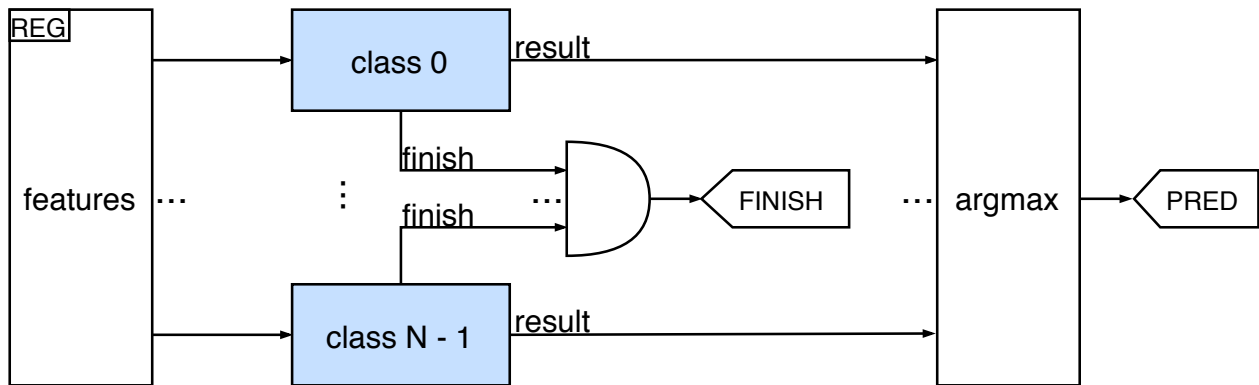 REG
class 0
result
finish
features
...
⋮
...
FINISH
...
argmax
PRED
finish
class N - 1
result